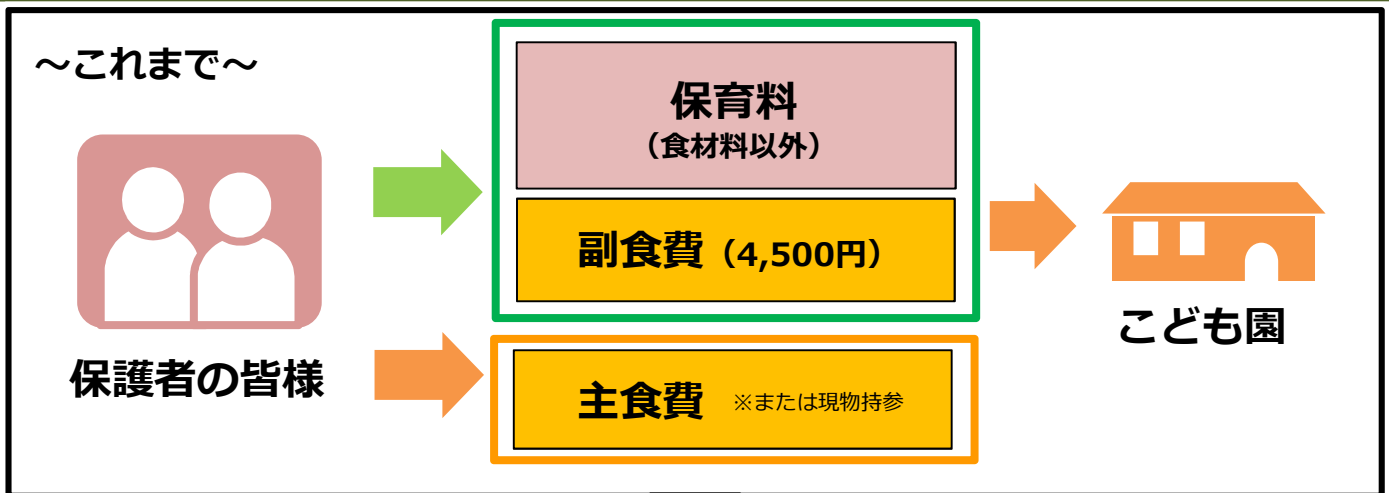 ～これまで～
保育料
（食材料以外）
副食費（4,500円）
こども園
保護者の皆様
主食費 ※または現物持参